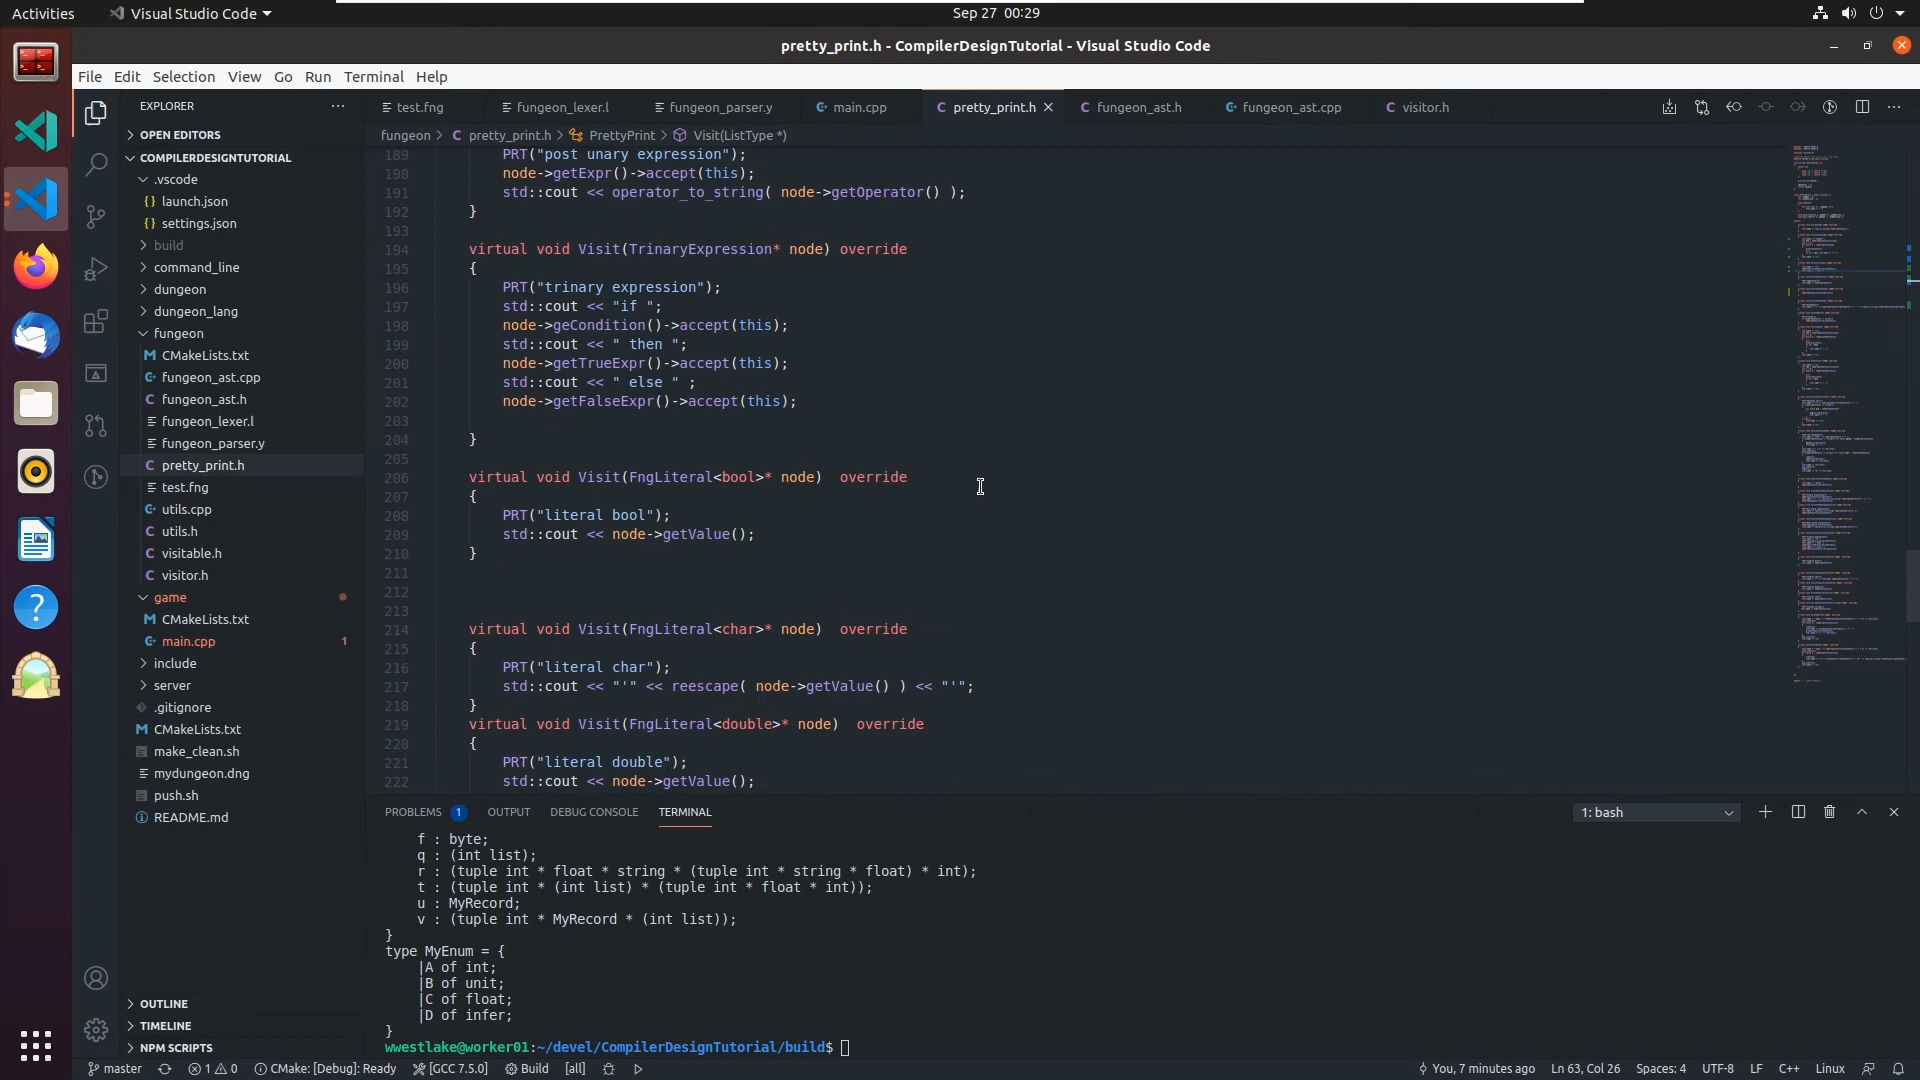 Activities
Visual Studio Code
Sep 27 00:29
pretty_print.h - CompilerDesignTutorial - Visual Studio Code
File Edit Selection View Go Run Terminal Help
EXPLORER
OPEN EDITORS
COMPILERDESIGNTUTORIAL
.vscode
launch.json
settings.json
build
command_line
dungeon
dungeon_lang
fungeon
CMakeLists.txt
fungeon_ast.cpp
fungeon_ast.h
fungeon_lexer.l
fungeon_parser.y
pretty_print.h
test.fng
utils.cpp
utils.h
visitable.h
visitor.h
game
CMakeLists.txt
main.cpp 1
include
server
.gitignore
CMakeLists.txt
make_clean.sh
mydungeon.dng
push.sh
README.md
OUTLINE
TIMELINE
NPM SCRIPTS
test.fng fungeon_lexer.l fungeon_parser.y main.cpp pretty_print.h fungeon_ast.h fungeon_ast.cpp visitor.h
fungeon > pretty_print.h > PrettyPrint > Visit(ListType *)
189 PRT("post unary expression");
190 node->getExpr()->accept(this);
191 std::cout << operator_to_string( node->getOperator() );
192 }
193
194 virtual void Visit(TrinaryExpression* node) override
195 {
196 PRT("trinary expression");
197 std::cout << "if ";
198 node->geCondition()->accept(this);
199 std::cout << " then ";
200 node->getTrueExpr()->accept(this);
201 std::cout << " else " ;
202 node->getFalseExpr()->accept(this);
203
204 }
205
206 virtual void Visit(FngLiteral<bool>* node)  override
207 {
208 PRT("literal bool");
209 std::cout << node->getValue();
210 }
211
212
213
214 virtual void Visit(FngLiteral<char>* node)  override
215 {
216 PRT("literal char");
217 std::cout << "'" << reescape( node->getValue() ) << "'";
218 }
219 virtual void Visit(FngLiteral<double>* node)  override
220 {
221 PRT("literal double");
222 std::cout << node->getValue();
PROBLEMS 1 OUTPUT DEBUG CONSOLE TERMINAL 1: bash
f : byte;
q : (int list);
r : (tuple int * float * string * (tuple int * string * float) * int);
t : (tuple int * (int list) * (tuple int * float * int));
u : MyRecord;
v : (tuple int * MyRecord * (int list));
}
type MyEnum = {
|A of int;
|B of unit;
|C of float;
|D of infer;
}
wwestlake@worker01:~/devel/CompilerDesignTutorial/build$
master 1 0 CMake: [Debug]: Ready [GCC 7.5.0] Build [all] You, 7 minutes ago Ln 63, Col 26 Spaces: 4 UTF-8 LF C++ Linux